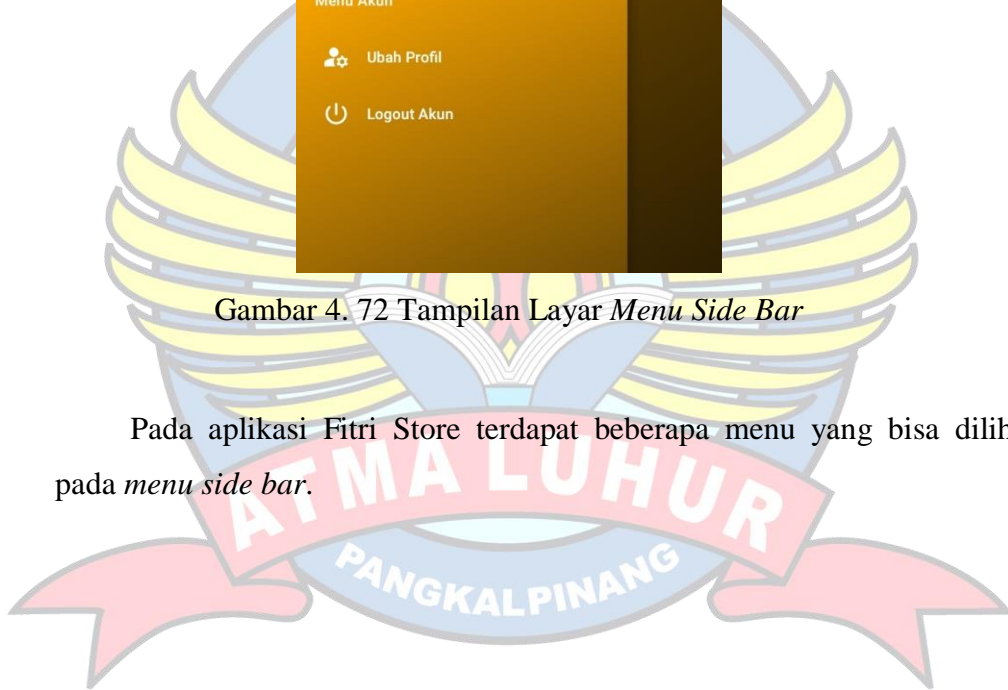 Menu Akun
Ubah Profil
Logout Akun
Gambar 4. 72 Tampilan Layar Menu Side Bar
Pada aplikasi Fitri Store terdapat beberapa menu yang bisa dilih
pada menu side bar.
ATMA LUHUR
PANGKALPINANG